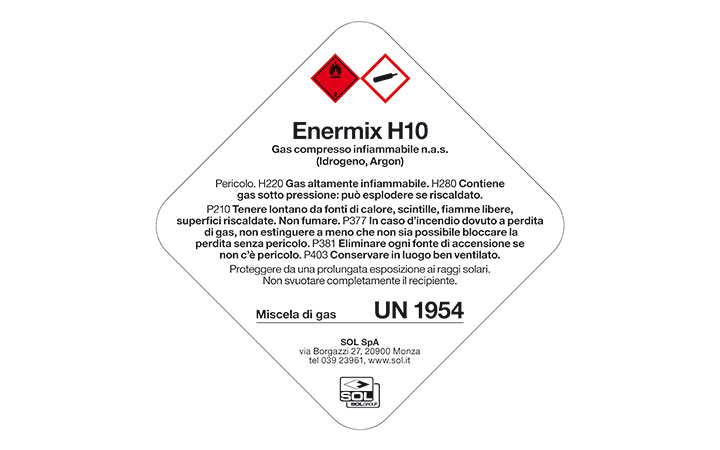 Enermix H10
Gas compresso infiammabile n.a.s.
(Idrogeno, Argon)
Pericolo. H220 Gas altamente infiammabile. H280 Contiene
gas sotto pressione: può esplodere se riscaldato.
P210 Tenere lontano da fonti di calore, scintille, fiamme libere,
superfici riscaldate. Non fumare. P377 In caso d’incendio dovuto a perdita
di gas, non estinguere a meno che non sia possibile bloccare la
perdita senza pericolo. P381 Eliminare ogni fonte di accensione se
non c’è pericolo. P403 Conservare in luogo ben ventilato.
Proteggere da una prolungata esposizione ai raggi solari.
Non svuotare completamente il recipiente.
Miscela di gas UN 1954
SOL SpA
via Borgazzi 27, 20900 Monza
tel 039 23961, www.sol.it
SOL
SOLGROUP